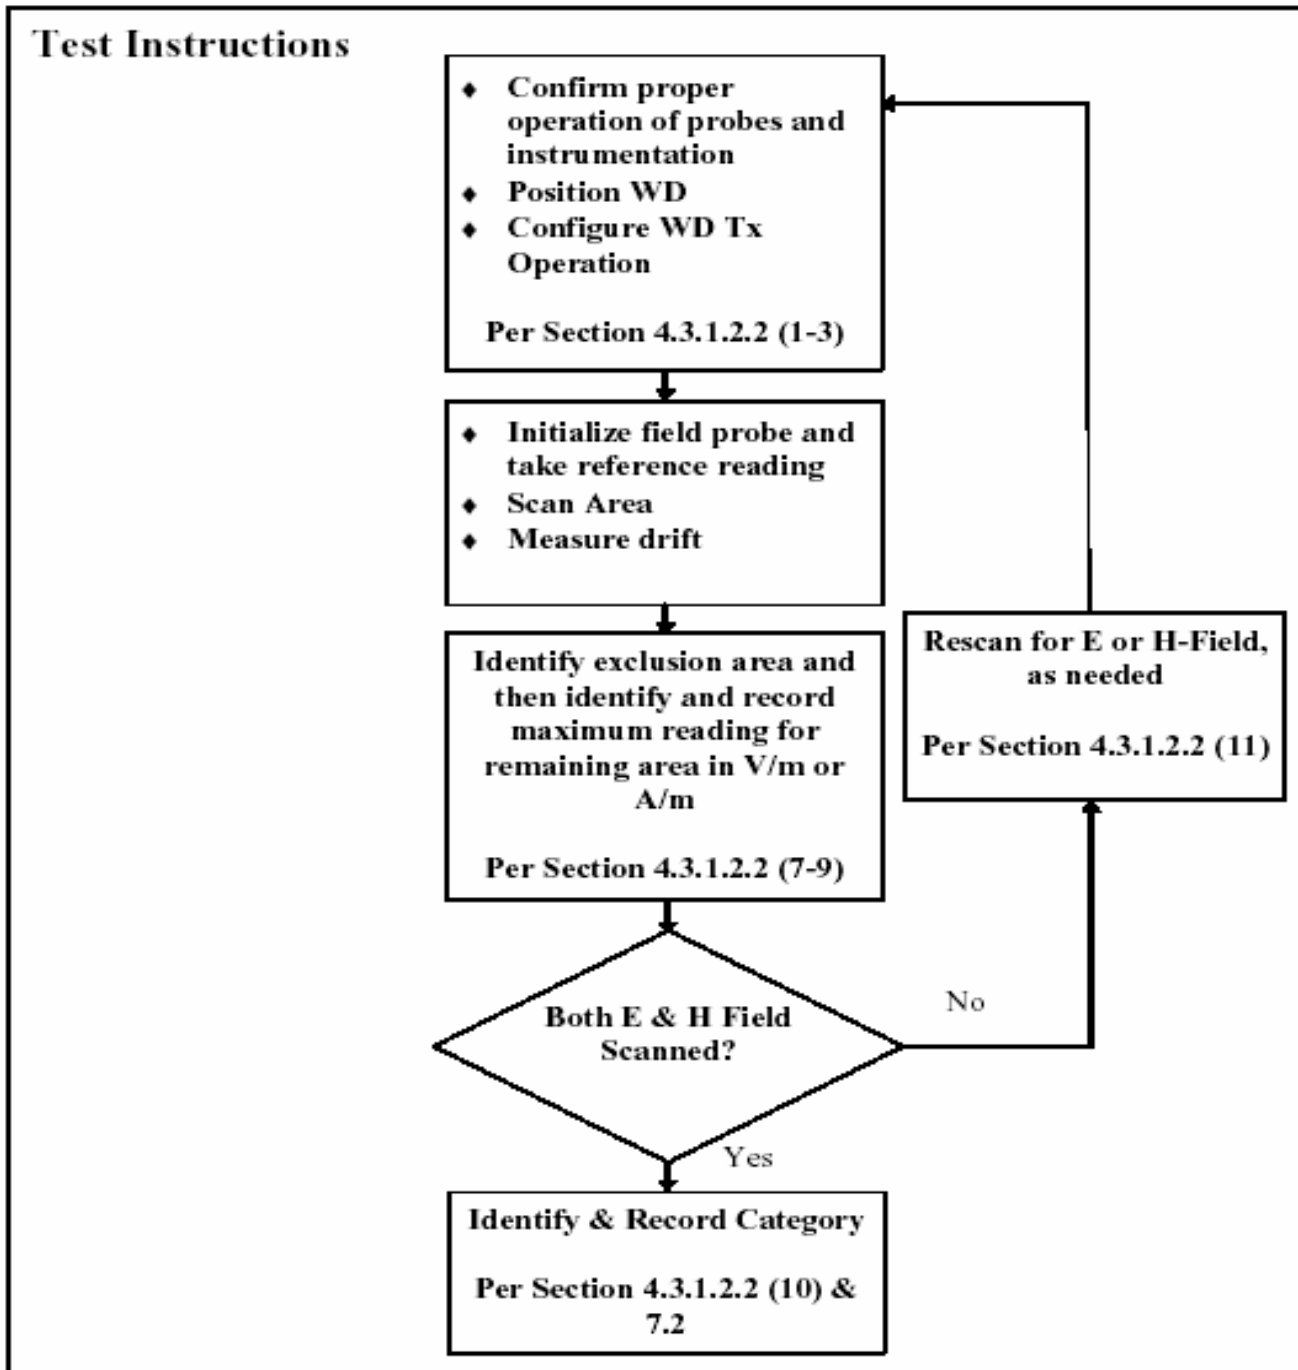 Test Instructions
♦ Confirm proper
operation of probes and
instrumentation
♦ Position WD
♦ Configure WD Tx
Operation
Per Section 4.3.1.2.2 (1-3)
♦ Initialize field probe and
take reference reading
♦ Scan Area
♦ Measure drift
Identify exclusion area and
then identify and record
maximum reading for
remaining area in V/m or
A/m
Per Section 4.3.1.2.2 (7-9)
Rescan for E or H-Field,
as needed
Per Section 4.3.1.2.2 (11)
Both E & H Field
Scanned?
No
Yes
Identify & Record Category
Per Section 4.3.1.2.2 (10) &
7.2